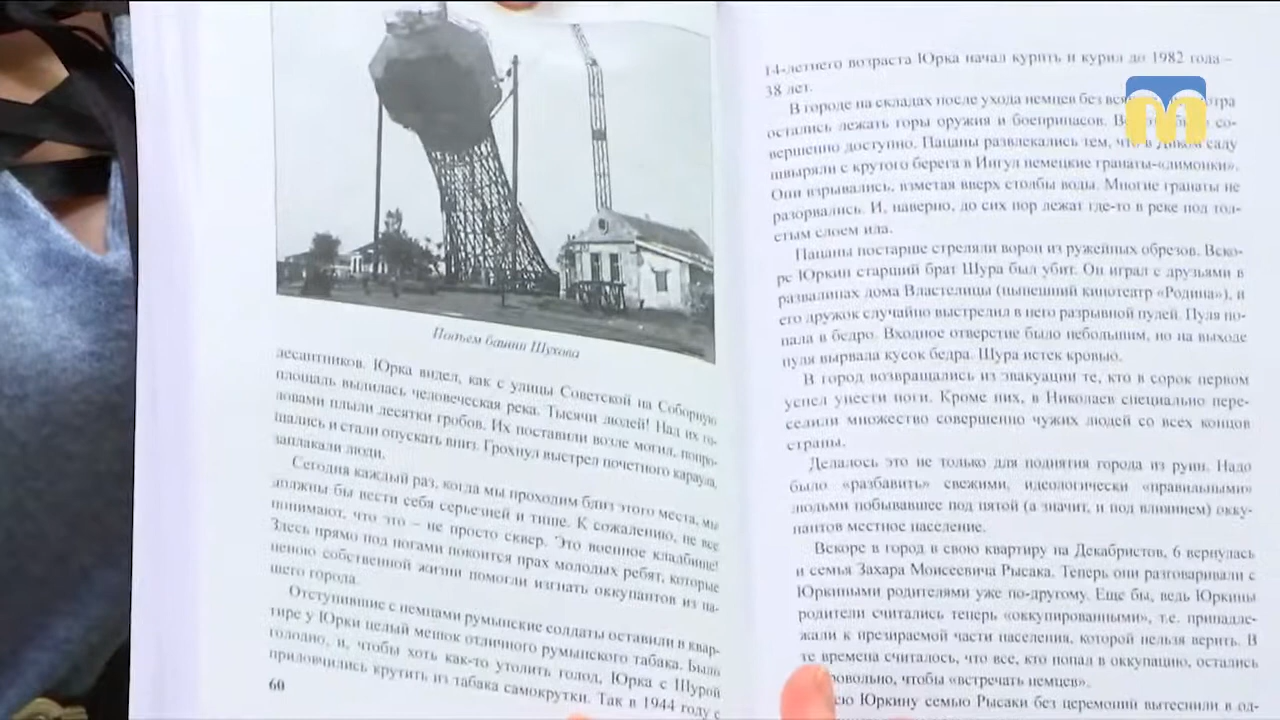 Подъем башни Шухова
десантников. Юрка видел, как с улицы Советской на Соборную
площадь вылилась человеческая река. Тысячи людей! Над их го-
ловами плыли десятки гробов. Их поставили возле могил, попро-
щались и стали опускать вниз. Грохнул выстрел почетного караула,
заплакали люди.
Сегодня каждый раз, когда мы проходим близ этого места, мы
должны бы вести себя серьезней и тише. К сожалению, не все
понимают, что это – не просто сквер. Это военное кладбище!
Здесь прямо под ногами покоится прах молодых ребят, которые
ценою собственной жизни помогли изгнать оккупантов из на-
шего города.
Отступившие с немцами румынские солдаты оставили в квар-
тире у Юрки целый мешок отличного румынского табака. Было
голодно, и, чтобы хоть как-то утолить голод, Юрка с Шурой
приловчились крутить из табака самокрутки. Так в 1944 году с
60
14-летнего возраста Юрка начал курить и курил до 1982 года –
38 лет.
В городе на складах после ухода немцев без
остались лежать горы оружия и боеприпасов. со-
вершенно доступно. Пацаны развлекались тем, что в Диком саду
швыряли с крутого берега в Ингул немецкие гранаты-«лимонки».
Они взрывались, взметая вверх столбы воды. Многие гранаты не
разорвались. И, наверно, до сих пор лежат где-то в реке под тол-
стым слоем ила.
Пацаны постарше стреляли ворон из ружейных обрезов. Вско-
ре Юркин старший брат Шура был убит. Он играл с друзьями в
развалинах дома Властелицы (нынешний кинотеатр «Родина»), и
его дружок случайно выстрелил в него разрывной пулей. Пуля по-
пала в бедро. Входное отверстие было небольшим, но на выходе
пуля вырвала кусок бедра. Шура истек кровью.
В город возвращались из эвакуации те, кто в сорок первом
успел унести ноги. Кроме них, в Николаев специально пере-
селили множество совершенно чужих людей со всех концов
страны.
Делалось это не только для поднятия города из руин. Надо
было «разбавить» свежими, идеологически «правильными»
людьми побывавшее под пятой (а значит, и под влиянием) окку-
пантов местное население.
Вскоре в город в свою квартиру на Декабристов, 6 вернулась
и семья Захара Моисеевича Рысака. Теперь они разговаривали с
Юркиными родителями уже по-другому. Еще бы, ведь Юркины
родители считались теперь «оккупированными», т.е. принадле-
жали к презираемой части населения, которой нельзя верить. В
те времена считалось, что все, кто попал в оккупацию, остались
чтобы «встречать немцев».
Юркину семью Рысаки без церемоний вытеснили в од-